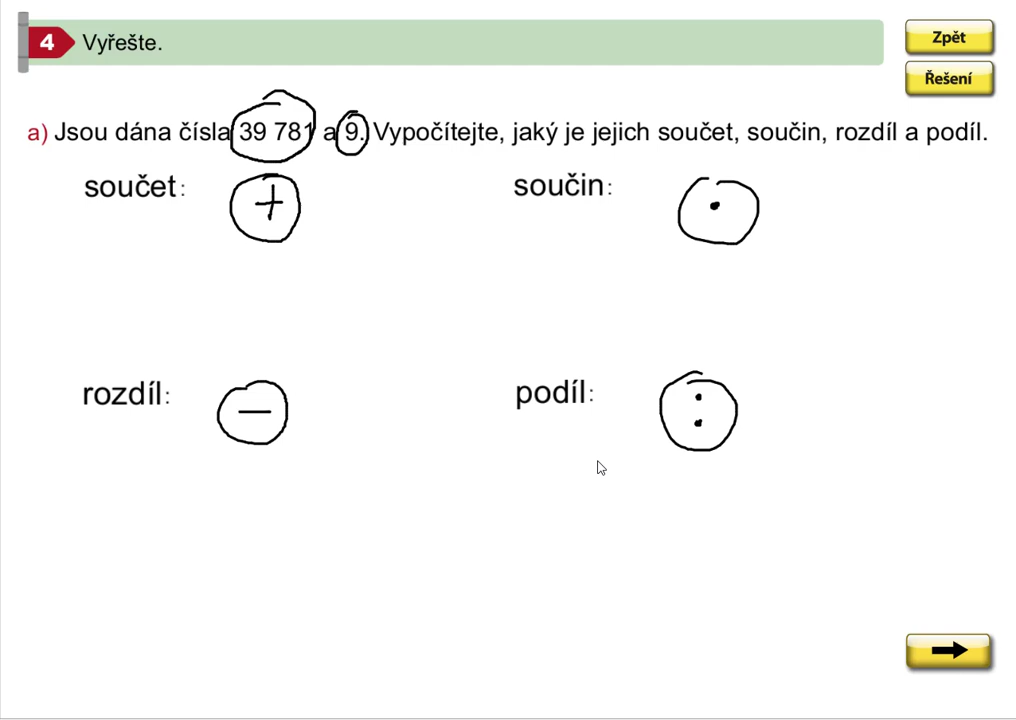 4 Vyřešte.
Zpět
Řešení
a) Jsou dána čísla 39 781 a 9. Vypočítejte, jaký je jejich součet, součin, rozdíl a podíl.
součet: +
součin: ·
rozdíl: −
podíl: :